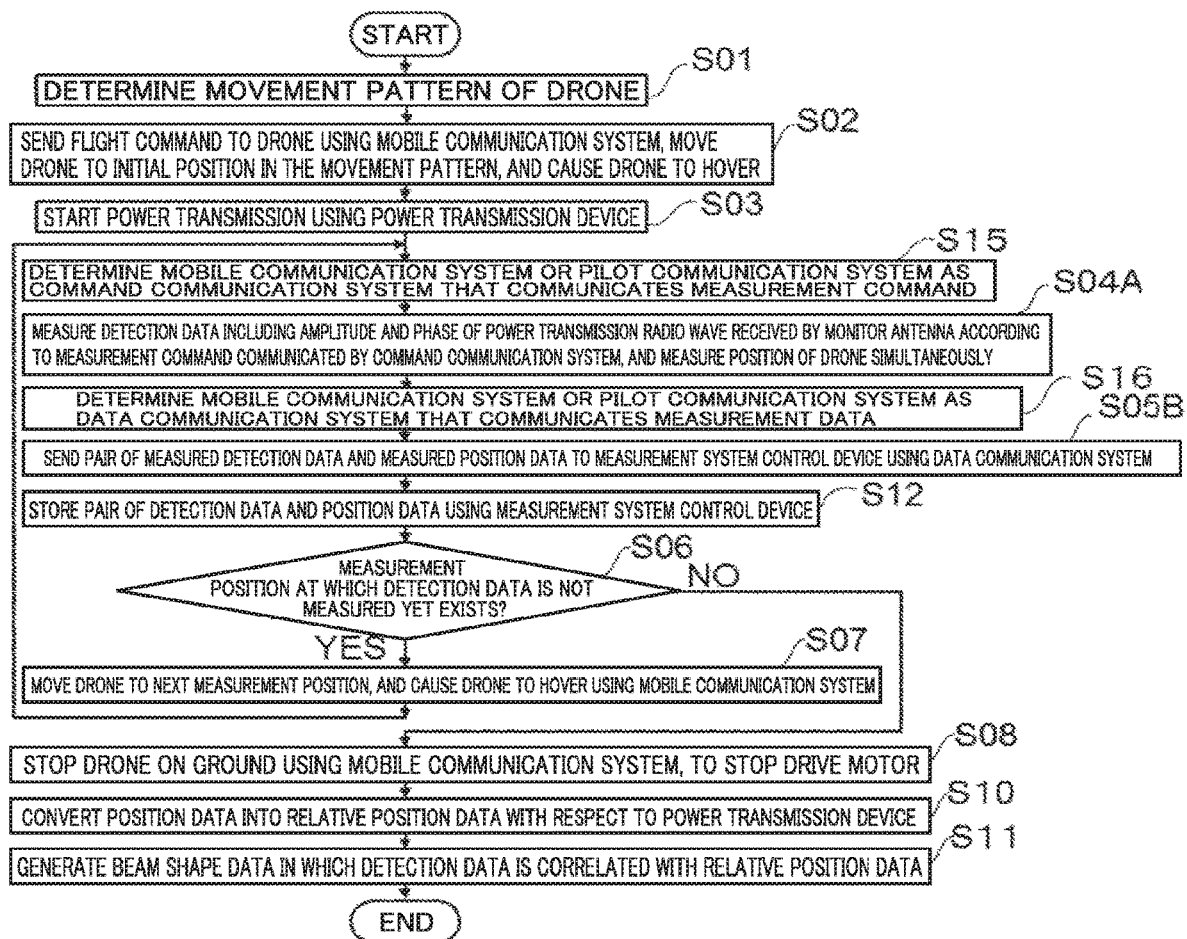 START
S01
DETERMINE MOVEMENT PATTERN OF DRONE
S02
SEND FLIGHT COMMAND TO DRONE USING MOBILE COMMUNICATION SYSTEM, MOVE
DRONE TO INITIAL POSITION IN THE MOVEMENT PATTERN, AND CAUSE DRONE TO HOVER
S03
START POWER TRANSMISSION USING POWER TRANSMISSION DEVICE
S15
DETERMINE MOBILE COMMUNICATION SYSTEM OR PILOT COMMUNICATION SYSTEM AS
COMMAND COMMUNICATION SYSTEM THAT COMMUNICATES MEASUREMENT COMMAND
S04A
MEASURE DETECTION DATA INCLUDING AMPLITUDE AND PHASE OF POWER TRANSMISSION RADIO WAVE RECEIVED BY MONITOR ANTENNA ACCORDING
TO MEASUREMENT COMMAND COMMUNICATED BY COMMAND COMMUNICATION SYSTEM, AND MEASURE POSITION OF DRONE SIMULTANEOUSLY
S16
DETERMINE MOBILE COMMUNICATION SYSTEM OR PILOT COMMUNICATION SYSTEM AS
DATA COMMUNICATION SYSTEM THAT COMMUNICATES MEASUREMENT DATA
S05B
SEND PAIR OF MEASURED DETECTION DATA AND MEASURED POSITION DATA TO MEASUREMENT SYSTEM CONTROL DEVICE USING DATA COMMUNICATION SYSTEM
S12
STORE PAIR OF DETECTION DATA AND POSITION DATA USING MEASUREMENT SYSTEM CONTROL DEVICE
S06
MEASUREMENT
POSITION AT WHICH DETECTION DATA IS NOT
MEASURED YET EXISTS?
NO
YES
S07
MOVE DRONE TO NEXT MEASUREMENT POSITION, AND CAUSE DRONE TO HOVER USING MOBILE COMMUNICATION SYSTEM
S08
STOP DRONE ON GROUND USING MOBILE COMMUNICATION SYSTEM, TO STOP DRIVE MOTOR
S10
CONVERT POSITION DATA INTO RELATIVE POSITION DATA WITH RESPECT TO POWER TRANSMISSION DEVICE
S11
GENERATE BEAM SHAPE DATA IN WHICH DETECTION DATA IS CORRELATED WITH RELATIVE POSITION DATA
END